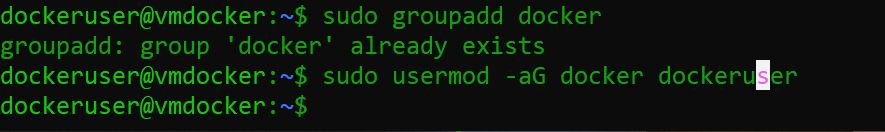 dockeruser@vmdocker:~$ sudo groupadd docker
groupadd: group 'docker' already exists
dockeruser@vmdocker:~$ sudo usermod -aG docker dockeruser
dockeruser@vmdocker:~$